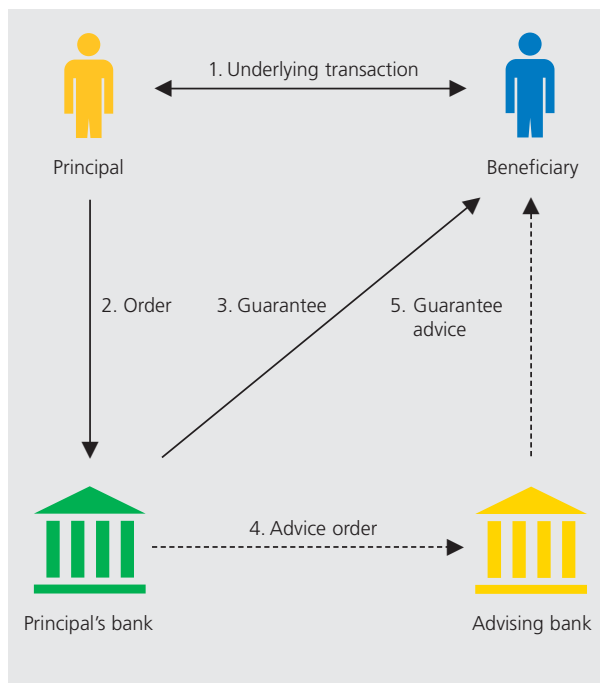 1. Underlying transaction
Principal
Beneficiary
2. Order
3. Guarantee
5. Guarantee
advice
4. Advice order
Principal's bank
Advising bank